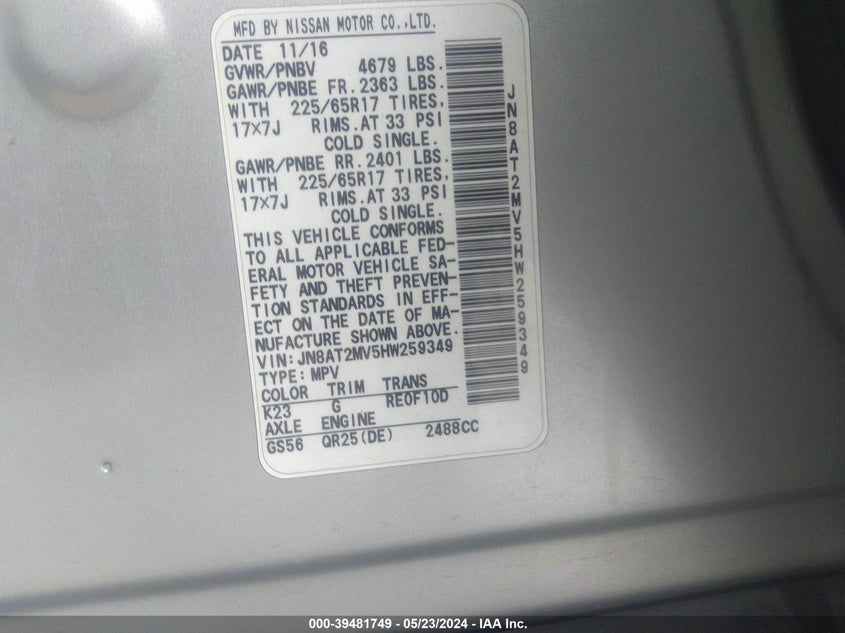 MFD BY NISSAN MOTOR CO.,LTD.
DATE 11/16
GVWR/PNBV 4679 LBS.
GAWR/PNBE FR. 2363 LBS.
WITH 225/65R17 TIRES,
17×7J RIMS. AT 33 PSI
COLD SINGLE.
GAWR/PNBE RR. 2401 LBS.
WITH 225/65R17 TIRES,
17×7J RIMS. AT 33 PSI
COLD SINGLE.
THIS VEHICLE CONFORMS
TO ALL APPLICABLE FED-
ERAL MOTOR VEHICLE SA-
FETY AND THEFT PREVEN-
TION STANDARDS IN EFF-
ECT ON THE DATE OF MA-
NUFACTURE SHOWN ABOVE.
VIN: JN8AT2MV5HW259349
TYPE: MPV
COLOR TRIM TRANS
K23 G RE0F10D
AXLE ENGINE
GS56 QR25(DE) 2488CC
JN8AT2MV5HW259349
000-39481749 - 05/23/2024 - IAA Inc.